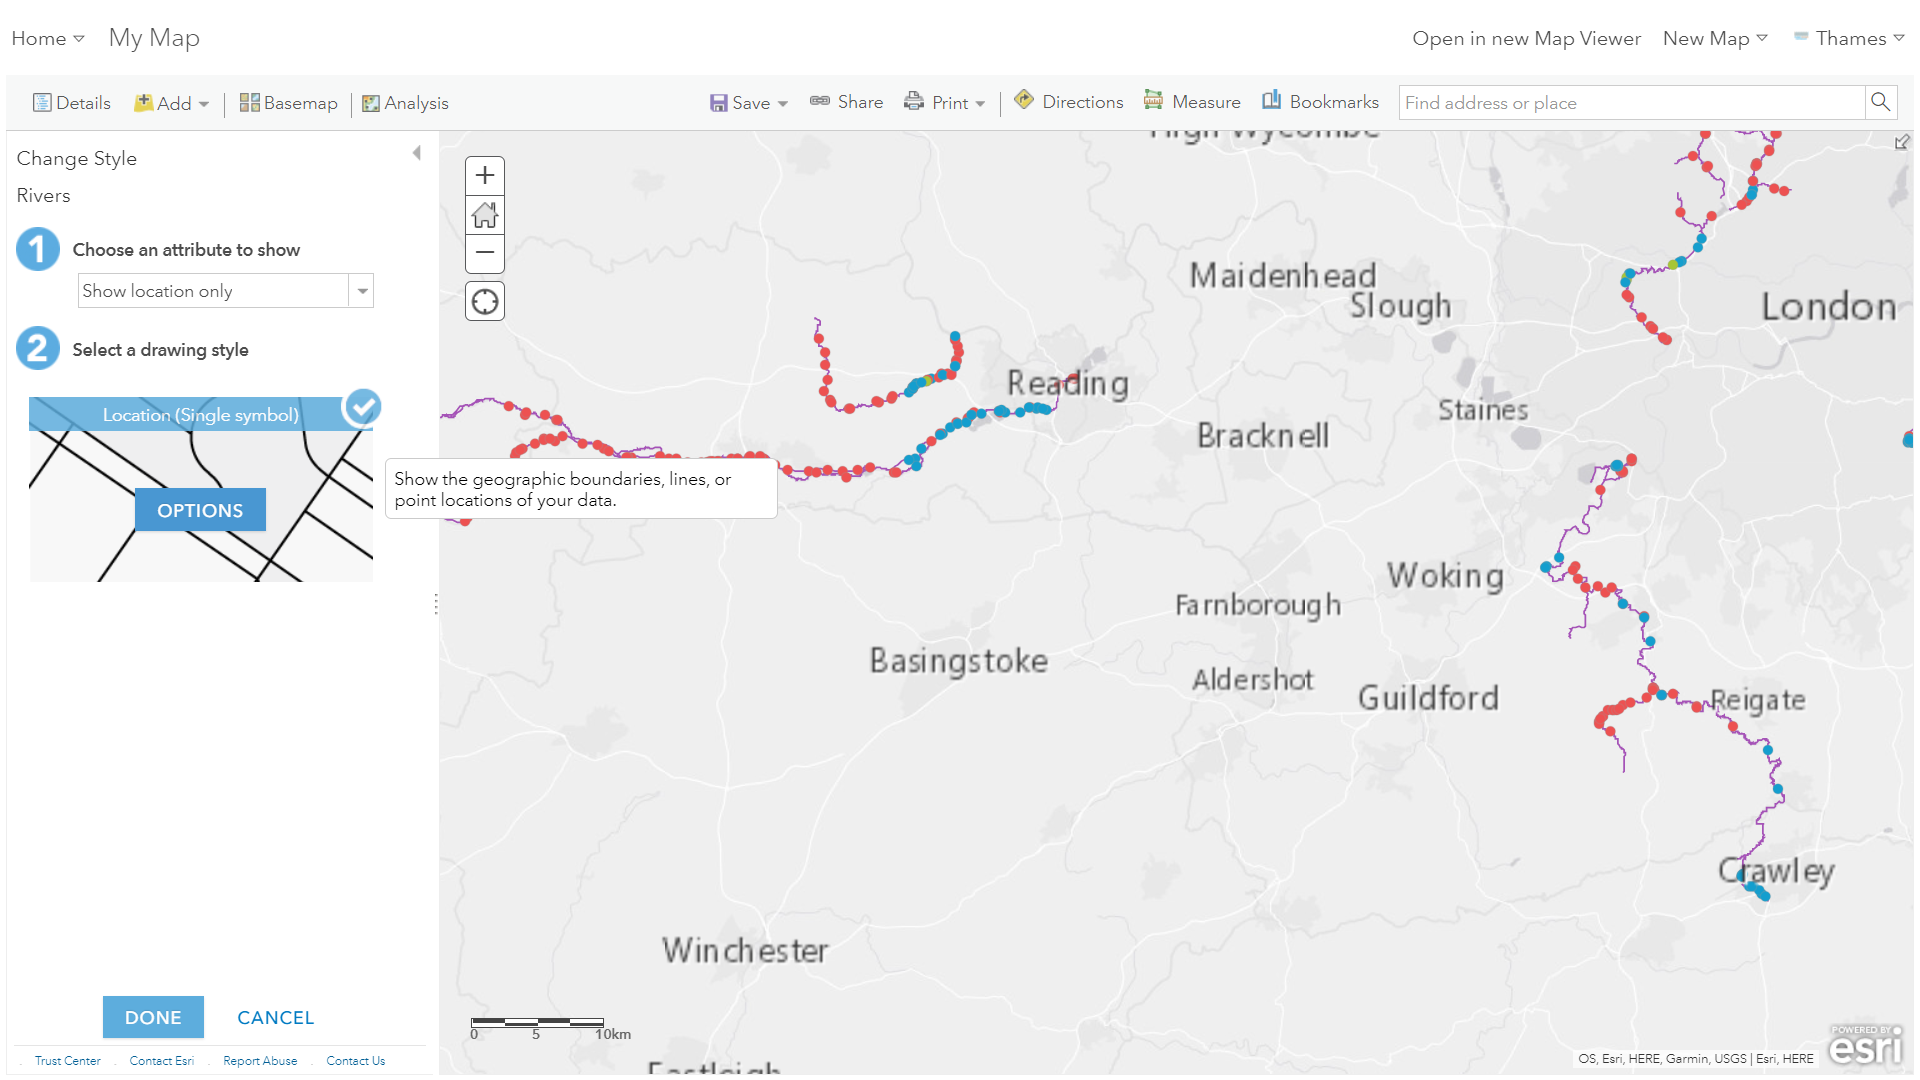 Home
My Map
Open in new Map Viewer
New Map
Thames
Details
Add
Basemap
Analysis
Save
Share
Print
Directions
Measure
Bookmarks
Find address or place
Change Style
Rivers
1
Choose an attribute to show
Show location only
2
Select a drawing style
Location (Single symbol)
OPTIONS
Show the geographic boundaries, lines, or
point locations of your data.
DONE
CANCEL
Trust Center
Contact Esri
Report Abuse
Contact Us
High Wycombe
Maidenhead
Slough
London
Reading
Staines
Bracknell
Woking
Farnborough
Basingstoke
Aldershot
Guildford
Reigate
Crawley
Winchester
Eastleigh
0 5 10km
OS, Esri, HERE, Garmin, USGS | Esri, HERE
POWERED BY
esri